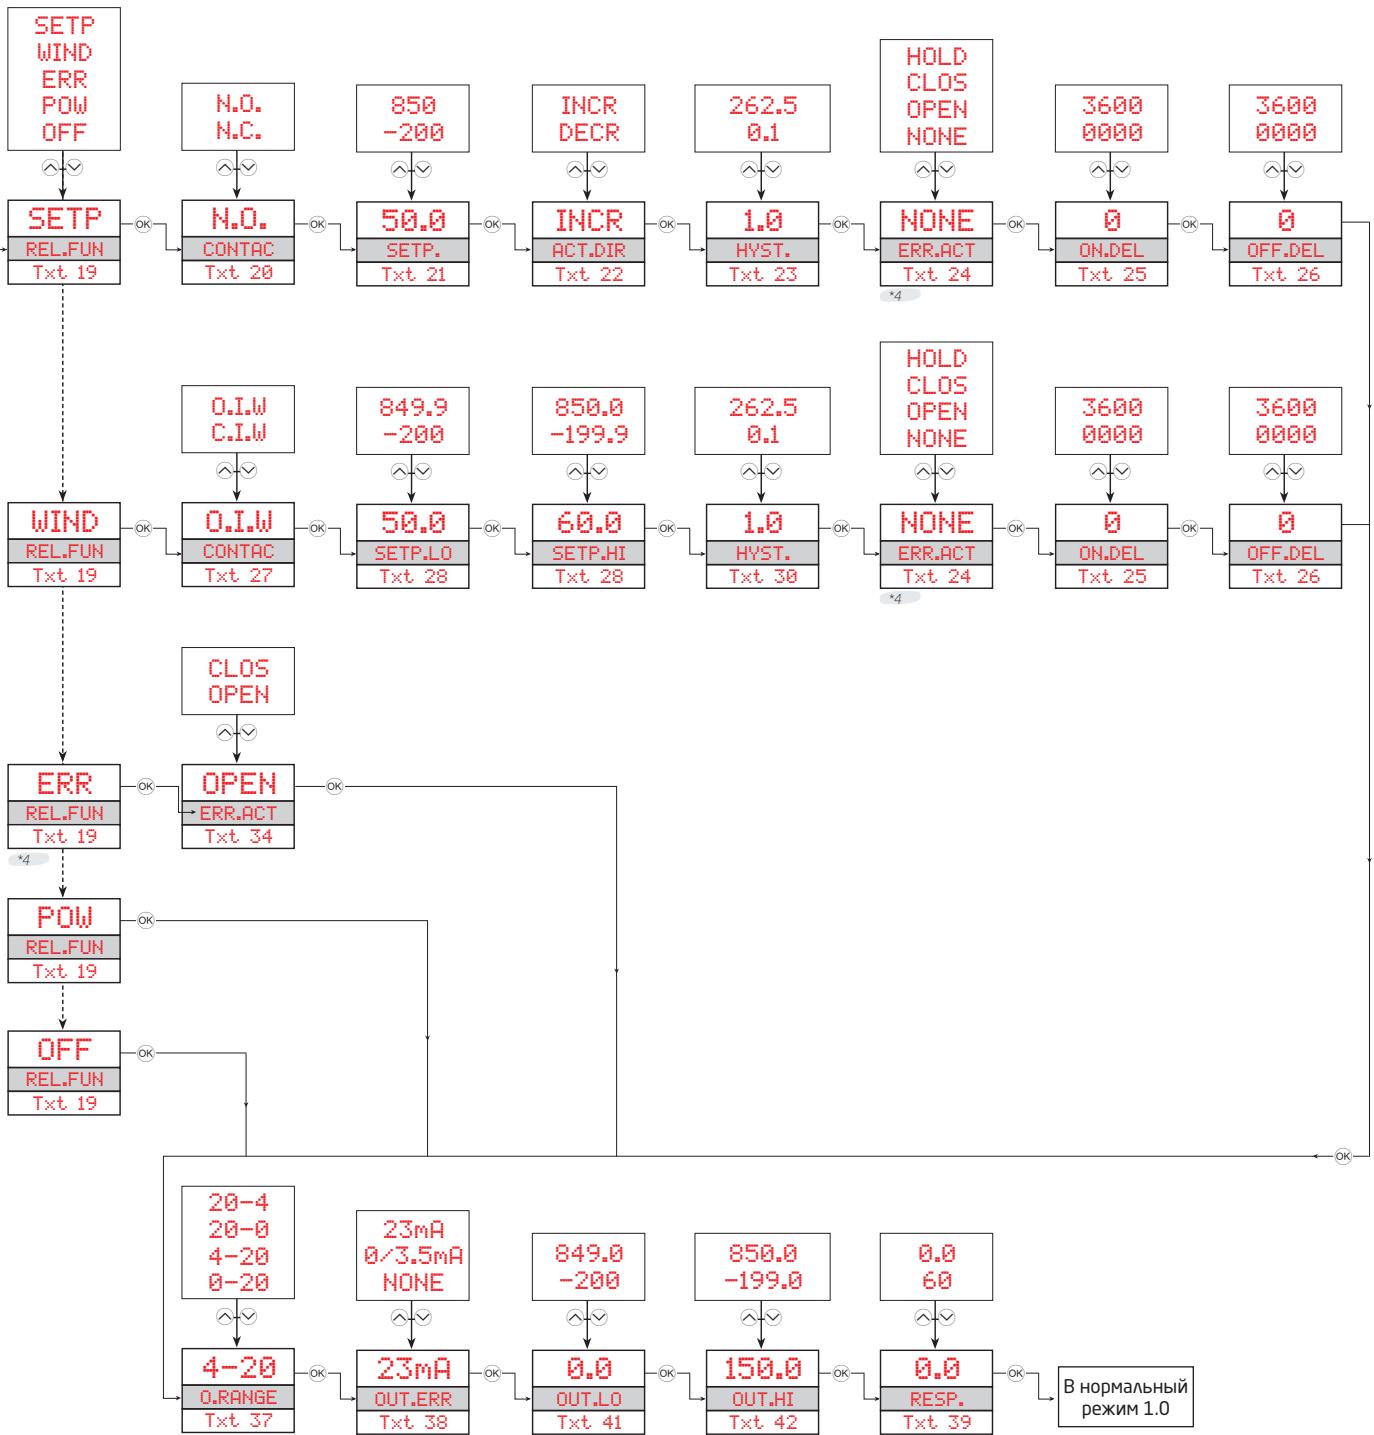 SETP
WIND
ERR
POW
OFF
N.O.
N.C.
850
-200
INCR
DECR
262.5
0.1
HOLD
CLOS
OPEN
NONE
3600
0000
3600
0000
SETP
REL.FUN
Txt 19
OK
N.O.
CONTAC
Txt 20
OK
50.0
SETP.
Txt 21
OK
INCR
ACT.DIR
Txt 22
OK
1.0
HYST.
Txt 23
OK
NONE
ERR.ACT
Txt 24
*4
OK
0
ON.DEL
Txt 25
OK
0
OFF.DEL
Txt 26
O.I.W
C.I.W
849.9
-200
850.0
-199.9
262.5
0.1
HOLD
CLOS
OPEN
NONE
3600
0000
3600
0000
WIND
REL.FUN
Txt 19
OK
O.I.W
CONTAC
Txt 27
OK
50.0
SETP.LO
Txt 28
OK
60.0
SETP.HI
Txt 28
OK
1.0
HYST.
Txt 30
OK
NONE
ERR.ACT
Txt 24
*4
OK
0
ON.DEL
Txt 25
OK
0
OFF.DEL
Txt 26
CLOS
OPEN
ERR
REL.FUN
Txt 19
*4
OK
OPEN
ERR.ACT
Txt 34
OK
POW
REL.FUN
Txt 19
OK
OFF
REL.FUN
Txt 19
OK
OK
20-4
20-0
4-20
0-20
23mA
0/3.5mA
NONE
849.0
-200
850.0
-199.0
0.0
60
4-20
O.RANGE
Txt 37
OK
23mA
OUT.ERR
Txt 38
OK
0.0
OUT.LO
Txt 41
OK
150.0
OUT.HI
Txt 42
OK
0.0
RESP.
Txt 39
OK
В нормальный
режим 1.0